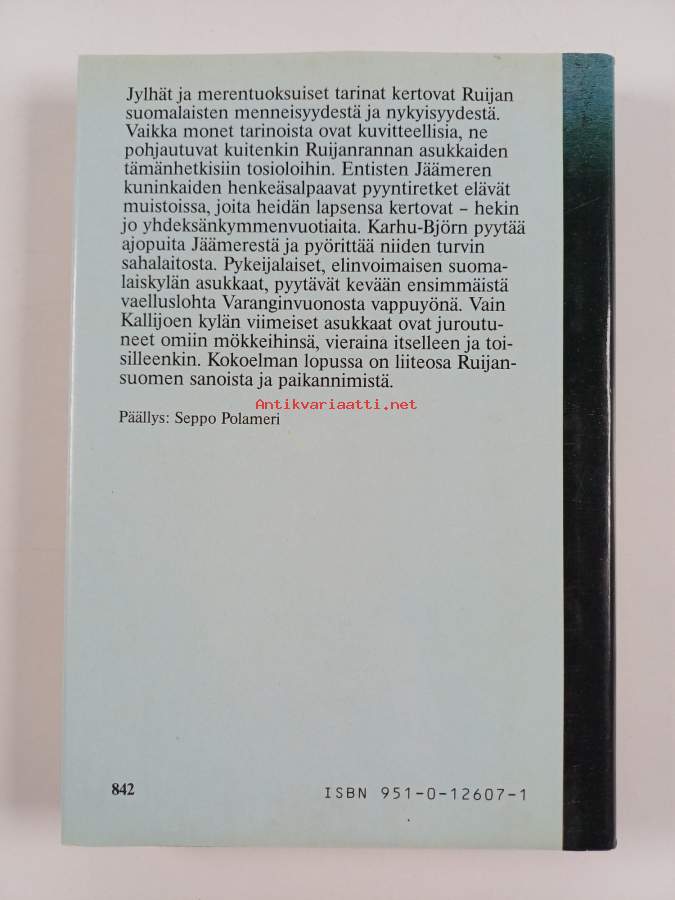 Jylhät ja merentuoksuiset tarinat kertovat Ruijan
suomalaisten menneisyydestä ja nykyisyydestä.
Vaikka monet tarinoista ovat kuvitteellisia, ne
pohjautuvat kuitenkin Ruijanrannan asukkaiden
tämänhetkisiin tosioloihin. Entisten Jäämeren
kuninkaiden henkeäsalpaavat pyyntiretket elävät
muistoissa, joita heidän lapsensa kertovat – hekin
jo yhdeksänkymmenvuotiaita. Karhu-Björn pyytää
ajopuita Jäämerestä ja pyörittää niiden turvin
sahalaitosta. Pykeijalaiset, elinvoimaisen suoma-
laiskylän asukkaat, pyytävät kevään ensimmäistä
vaelluslohta Varanginvuonosta vappuyönä. Vain
Kallijoen kylän viimeiset asukkaat ovat juroutu-
neet omiin mökkeihinsä, vieraina itselleen ja toi-
silleenkin. Kokoelman lopussa on liiteosa Ruijan-
suomen sanoista ja paikannimistä.
Antikvariaatti.net
Päällys: Seppo Polameri
842
ISBN 951-0-12607-1